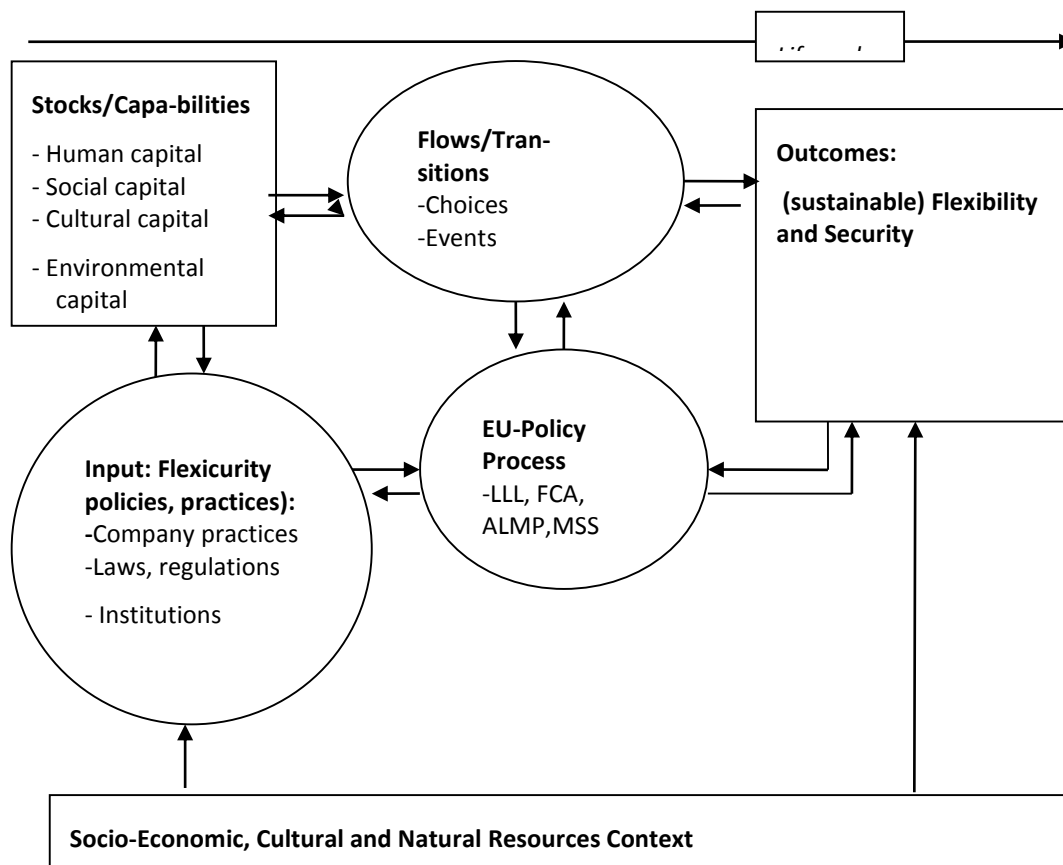 Stocks/Capa-bilities
- Human capital
- Social capital
- Cultural capital
- Environmental
capital
Flows/Tran-
sitions
-Choices
-Events
Outcomes:
(sustainable) Flexibility
and Security
Input: Flexicurity
policies, practices):
-Company practices
-Laws, regulations
- Institutions
EU-Policy
Process
-LLL, FCA,
ALMP,MSS
Socio-Economic, Cultural and Natural Resources Context